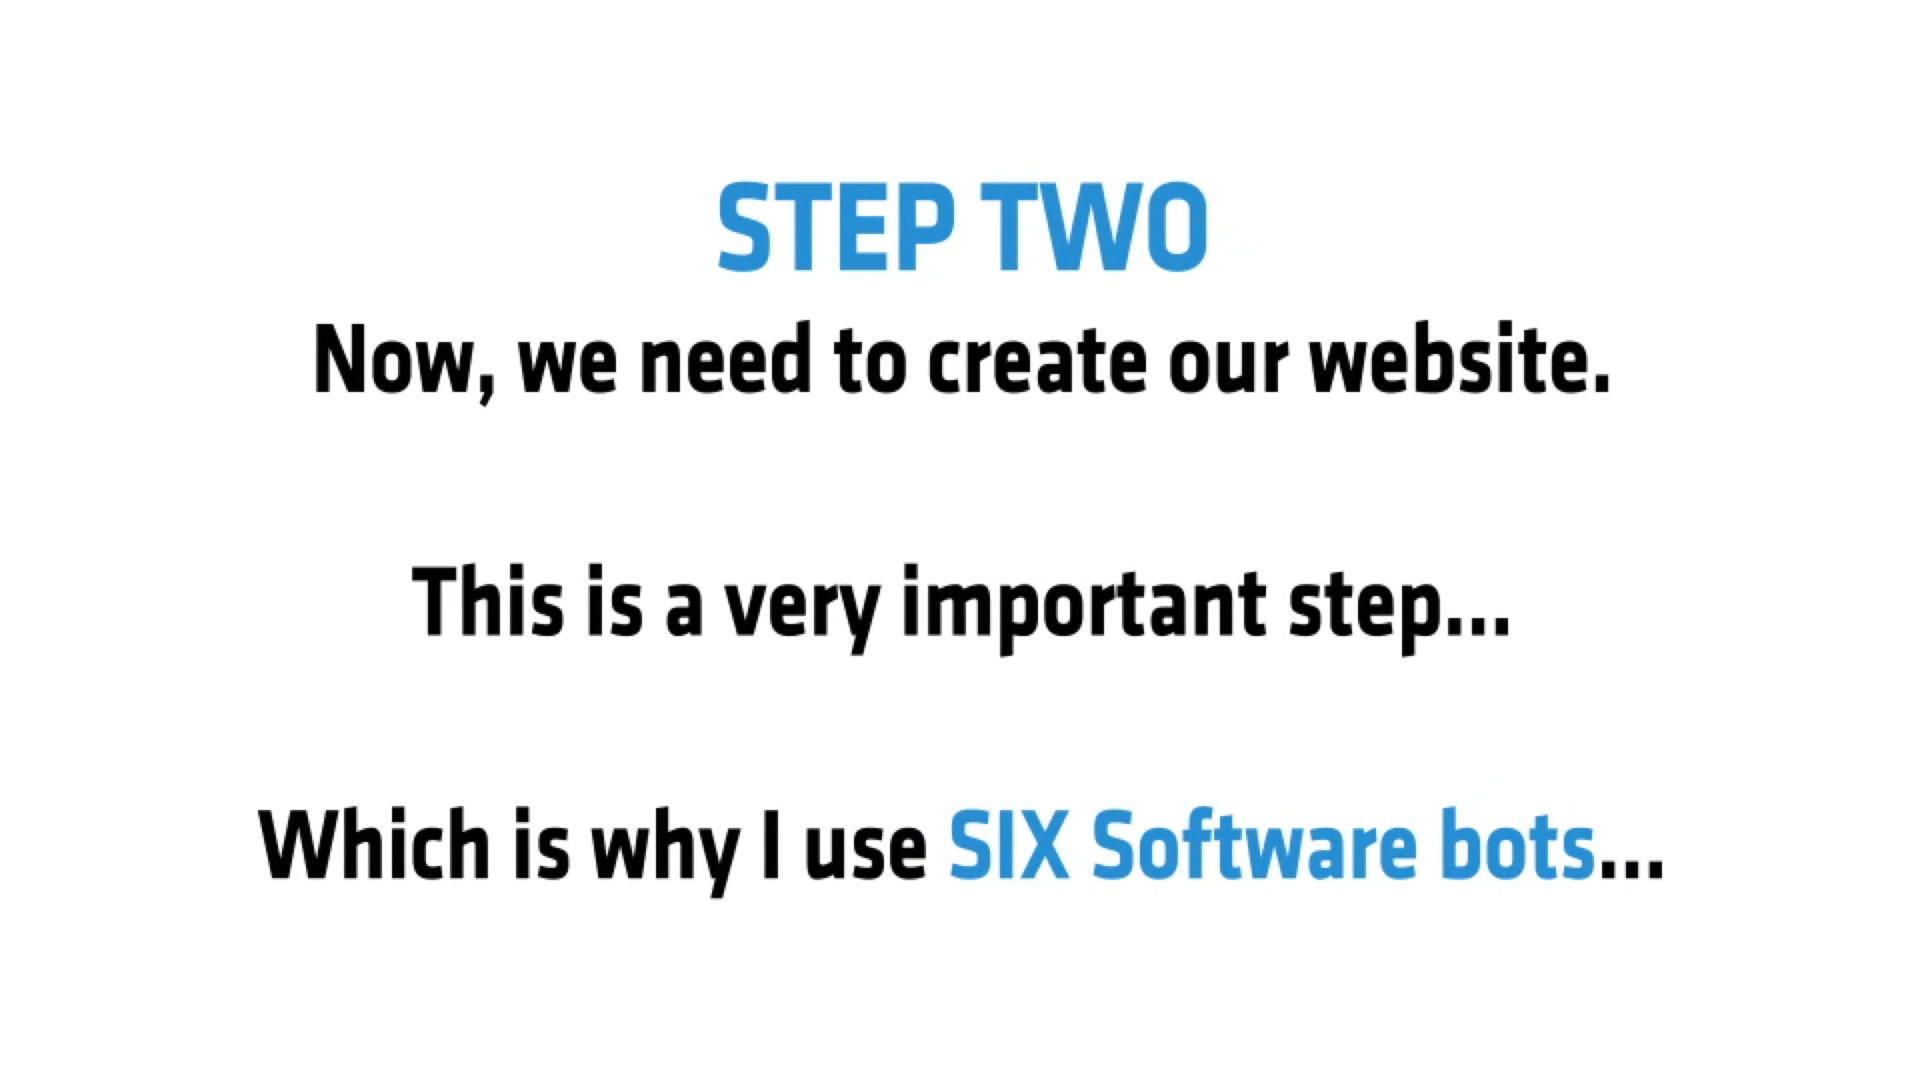 STEP TWO
Now, we need to create our website.
This is a very important step...
Which is why I use SIX Software bots...